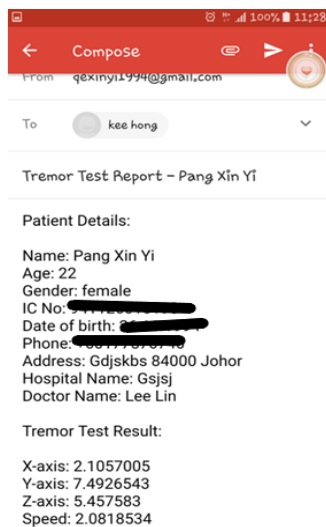 100% 11:28
Compose
From qexinyi1994@gmail.com
To kee hong
Tremor Test Report – Pang Xin Yi
Patient Details:
Name: Pang Xin Yi
Age: 22
Gender: female
IC No:
Date of birth:
Phone:
Address: Gdjskbs 84000 Johor
Hospital Name: Gsjsj
Doctor Name: Lee Lin
Tremor Test Result:
X-axis: 2.1057005
Y-axis: 7.4926543
Z-axis: 5.457583
Speed: 2.0818534